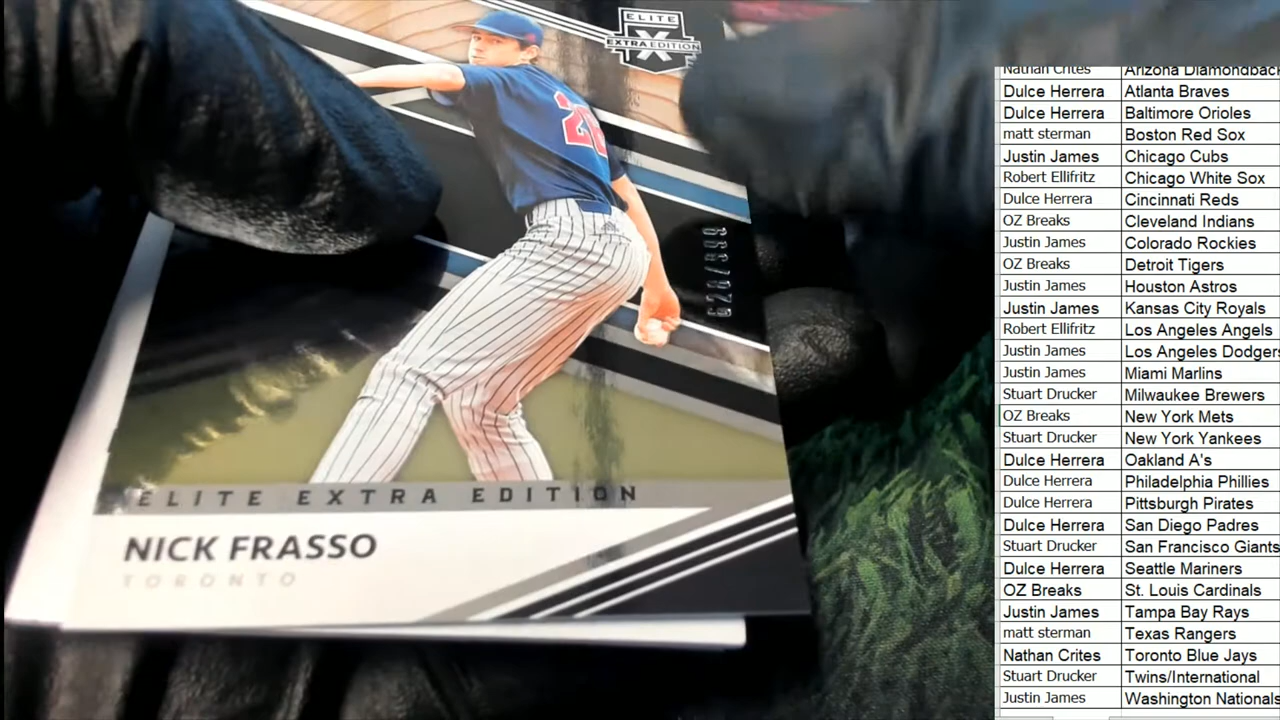 ELITE
EXTRA EDITION
X
26
628/999
ELITE EXTRA EDITION
NICK FRASSO
TORONTO
Nathan Crites Arizona Diamondback
Dulce Herrera Atlanta Braves
Dulce Herrera Baltimore Orioles
matt sterman Boston Red Sox
Justin James Chicago Cubs
Robert Ellifritz Chicago White Sox
Dulce Herrera Cincinnati Reds
OZ Breaks Cleveland Indians
Justin James Colorado Rockies
OZ Breaks Detroit Tigers
Justin James Houston Astros
Justin James Kansas City Royals
Robert Ellifritz Los Angeles Angels
Justin James Los Angeles Dodgers
Justin James Miami Marlins
Stuart Drucker Milwaukee Brewers
OZ Breaks New York Mets
Stuart Drucker New York Yankees
Dulce Herrera Oakland A's
Dulce Herrera Philadelphia Phillies
Dulce Herrera Pittsburgh Pirates
Dulce Herrera San Diego Padres
Stuart Drucker San Francisco Giants
Dulce Herrera Seattle Mariners
OZ Breaks St. Louis Cardinals
Justin James Tampa Bay Rays
matt sterman Texas Rangers
Nathan Crites Toronto Blue Jays
Stuart Drucker Twins/International
Justin James Washington Nationals